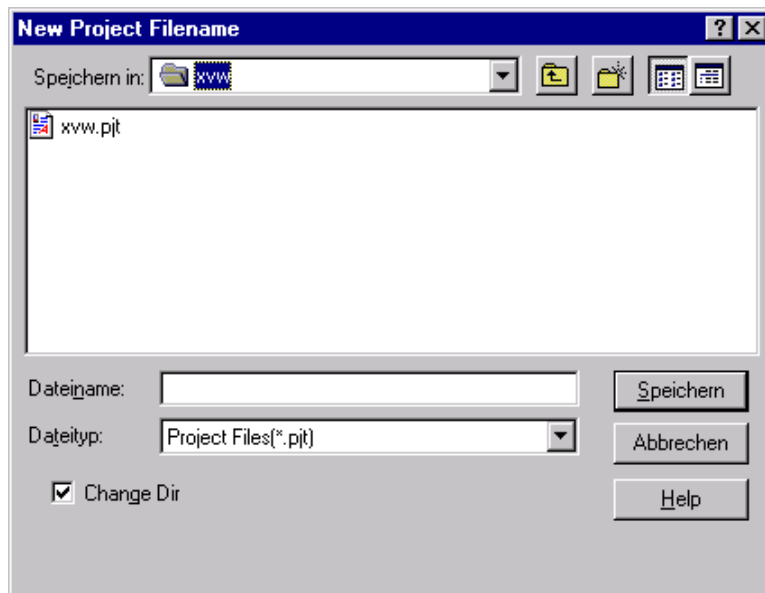 New Project Filename
Speichern in: xvw
xvw.pjt
Dateiname:
Speichern
Dateityp: Project Files(*.pjt)
Abbrechen
Change Dir
Help